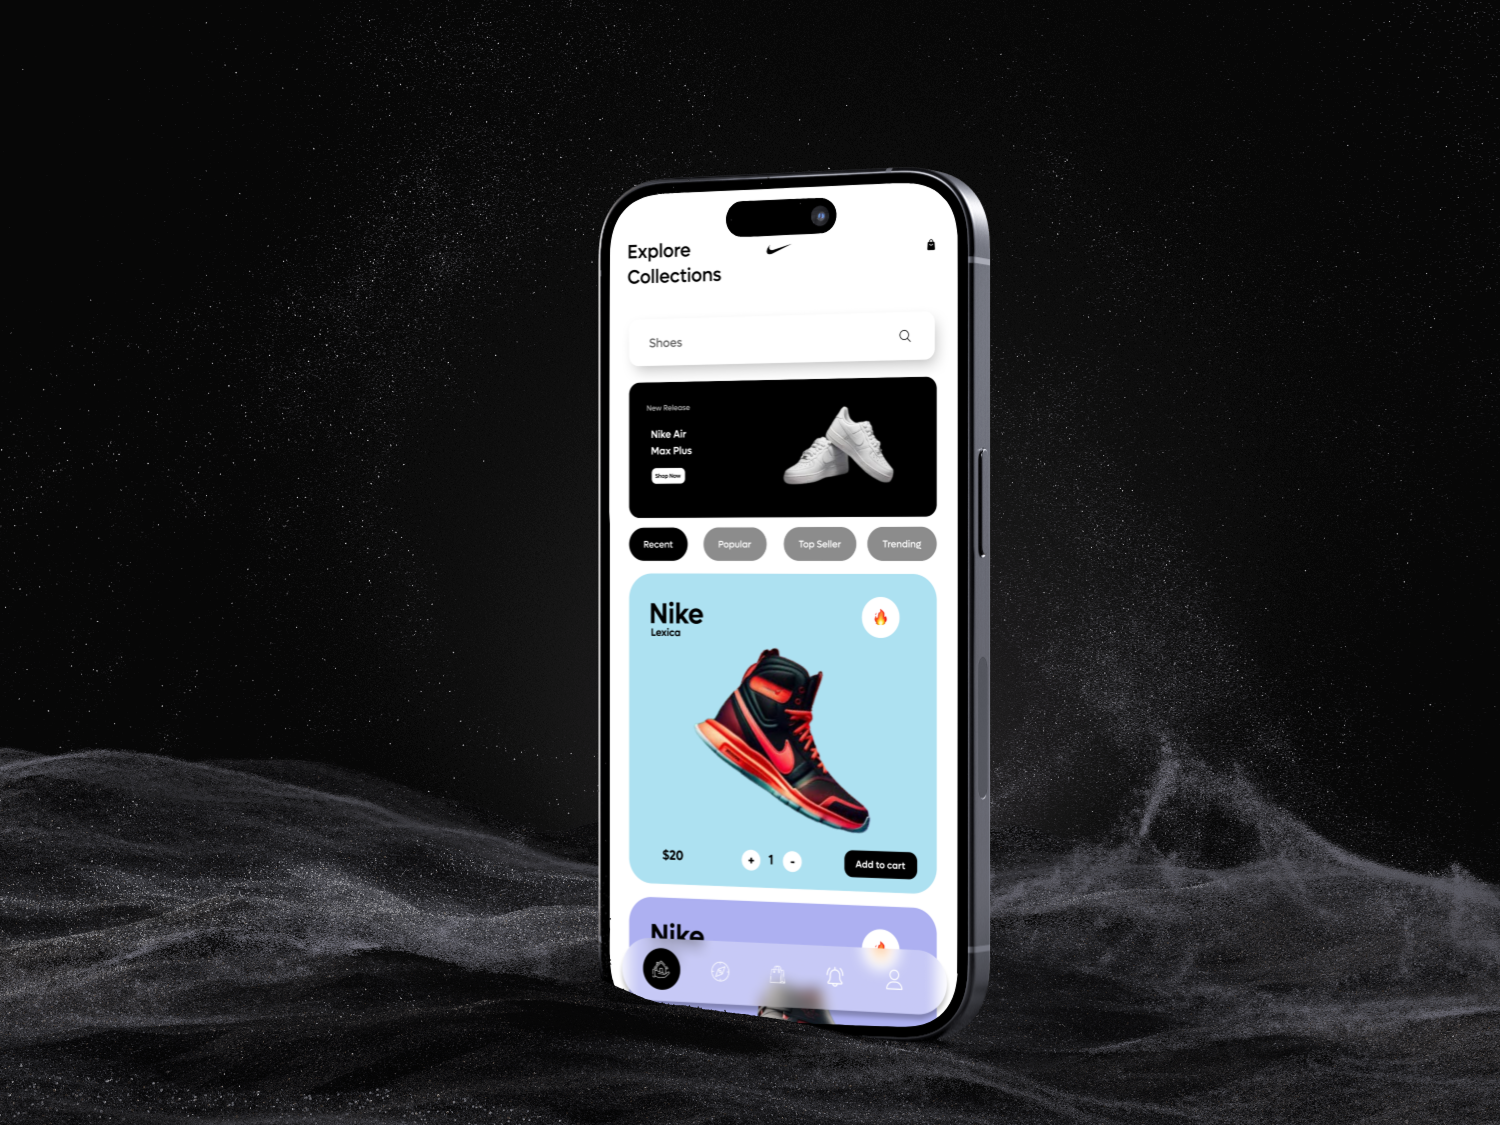 Explore
Collections
Shoes
New Release
Nike Air
Max Plus
Shop Now
Recent
Popular
Top Seller
Trending
Nike
Lexica
$20
+ 1 -
Add to cart
Nike